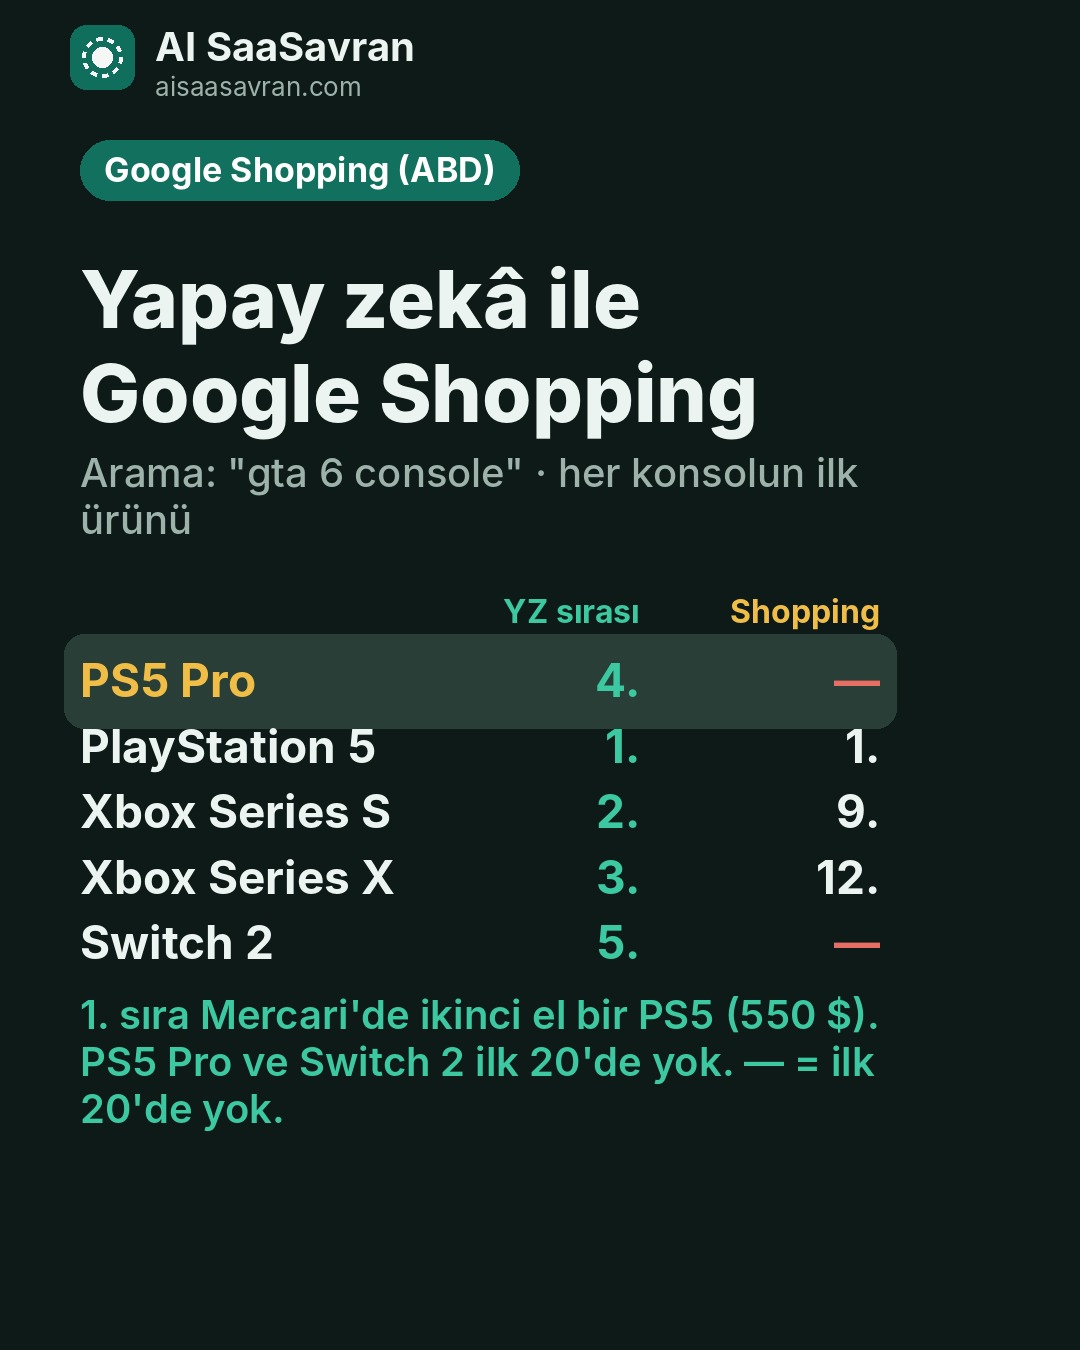 AI SaaSavran
aisaasavran.com
Google Shopping (ABD)
Yapay zekâ ile
Google Shopping
Arama: "gta 6 console" · her konsolun ilk
ürünü
YZ sırası Shopping
PS5 Pro 4. —
PlayStation 5 1. 1.
Xbox Series S 2. 9.
Xbox Series X 3. 12.
Switch 2 5. —
1. sıra Mercari'de ikinci el bir PS5 (550 $).
PS5 Pro ve Switch 2 ilk 20'de yok. — = ilk
20'de yok.